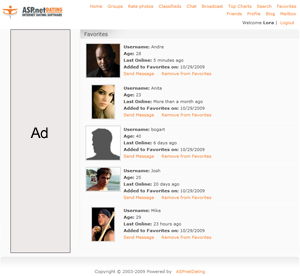 ASPnetDATING
INTERNET DATING SOFTWARE
Home Groups Rate photos Classifieds Chat Broadcast Top Charts Search Favorites
Friends Profile Blog Mailbox
Welcome Lora | Logout
Favorites
Ad
Username: Andre
Age: 28
Last Online: 5 minutes ago
Added to Favorites on: 10/29/2009
Send Message Remove from Favorites
Username: Anita
Age: 23
Last Online: More than a month ago
Added to Favorites on: 10/29/2009
Send Message Remove from Favorites
Username: bogart
Age: 40
Last Online: 6 days ago
Added to Favorites on: 10/29/2009
Send Message Remove from Favorites
Username: Josh
Age: 25
Last Online: 20 days ago
Added to Favorites on: 10/29/2009
Send Message Remove from Favorites
Username: Mike
Age: 29
Last Online: 23 hours ago
Added to Favorites on: 10/29/2009
Send Message Remove from Favorites
Copyright © 2003-2009 Powered by ASPnetDating